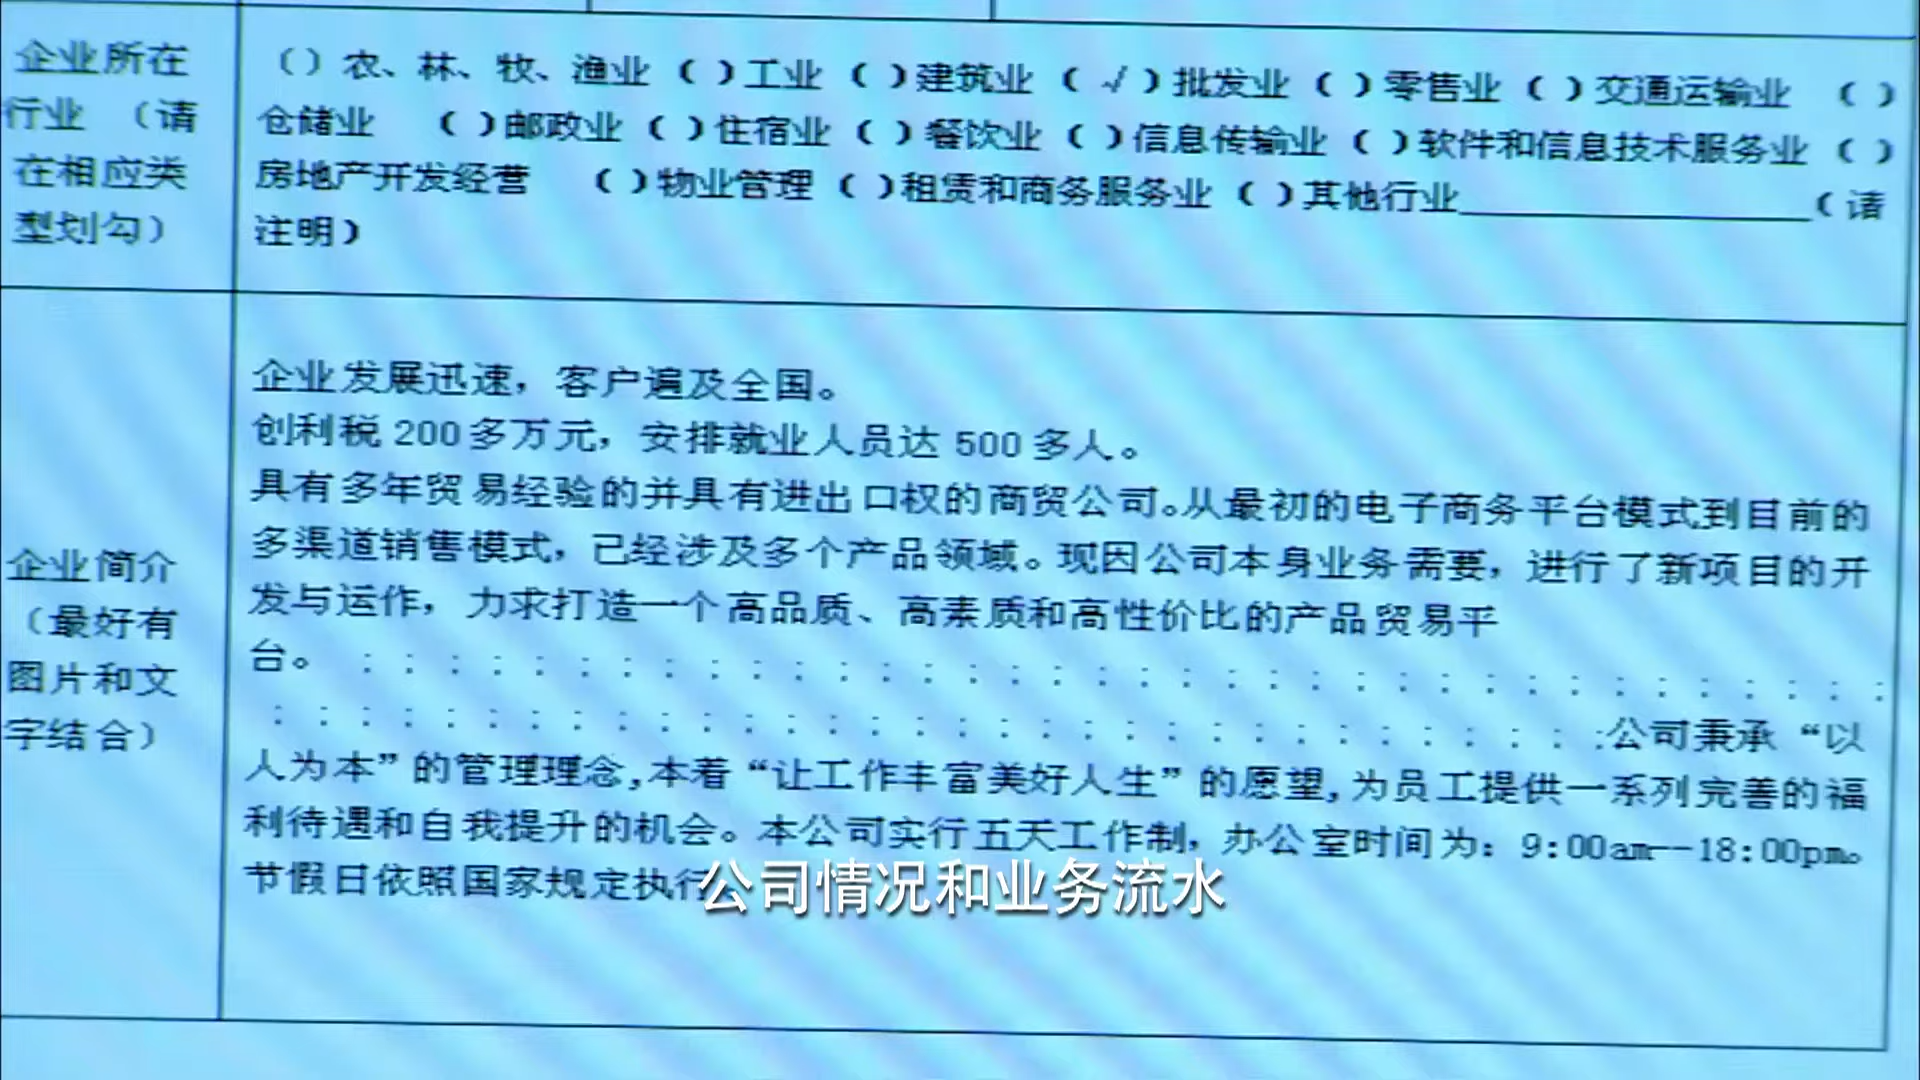 企业所在
行业 （请
在相应类
型划勾）
（ ）农、林、牧、渔业 （ ）工业 （ ）建筑业 （ √ ）批发业 （ ）零售业 （ ）交通运输业 （ ）
仓储业 （ ）邮政业 （ ）住宿业 （ ）餐饮业 （ ）信息传输业 （ ）软件和信息技术服务业 （ ）
房地产开发经营 （ ）物业管理 （ ）租赁和商务服务业 （ ）其他行业________________（请
注明）
企业简介
（最好有
图片和文
字结合）
企业发展迅速，客户遍及全国。
创利税 200 多万元，安排就业人员达 500 多人。
具有多年贸易经验的并具有进出口权的商贸公司。从最初的电子商务平台模式到目前的
多渠道销售模式，已经涉及多个产品领域。现因公司本身业务需要，进行了新项目的开
发与运作，力求打造一个高品质、高素质和高性价比的产品贸易平
台。 : : : : : : : : : : : : : : : : : : : : : : : : : : : : : : : : : : : :
: : : : : : : : : : : : : : : : : : : : : : : : : : : : : : :公司秉承“以
人为本”的管理理念,本着“让工作丰富美好人生”的愿望,为员工提供一系列完善的福
利待遇和自我提升的机会。本公司实行五天工作制，办公室时间为：9:00am--18:00pm。
节假日依照国家规定执行
公司情况和业务流水